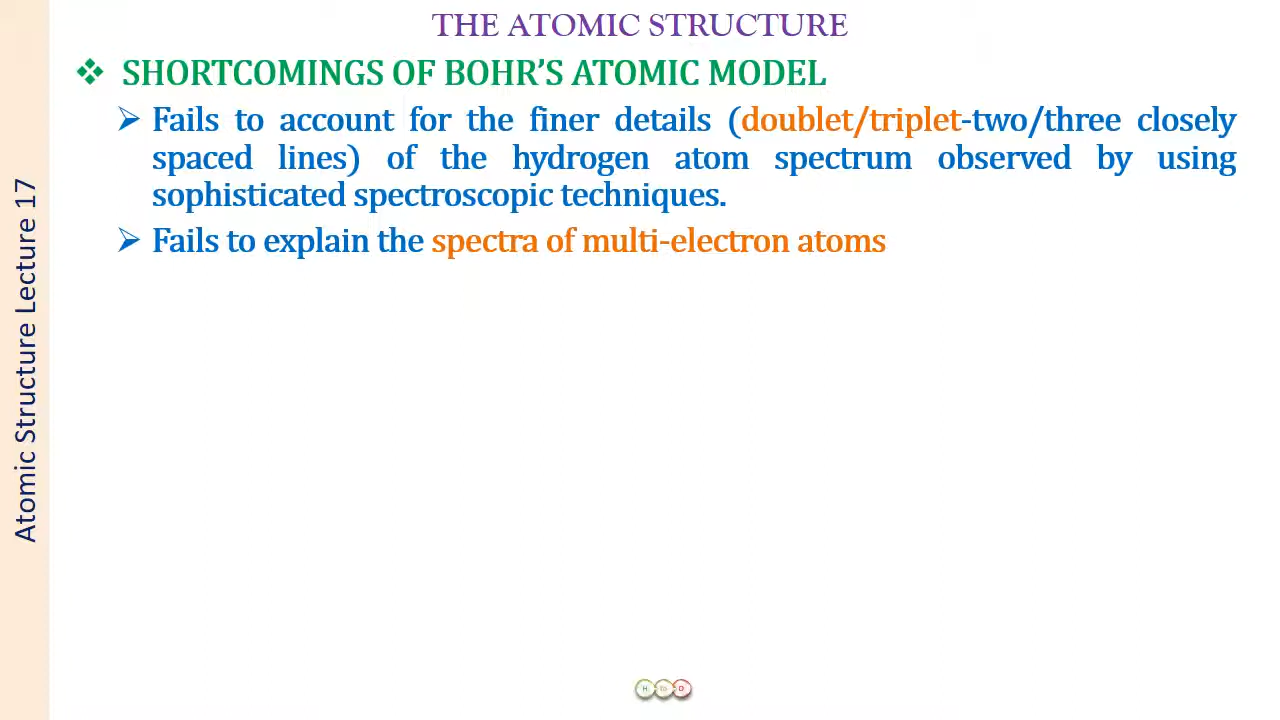 THE ATOMIC STRUCTURE
❖ SHORTCOMINGS OF BOHR’S ATOMIC MODEL
➢ Fails to account for the finer details (doublet/triplet-two/three closely
spaced lines) of the hydrogen atom spectrum observed by using
sophisticated spectroscopic techniques.
➢ Fails to explain the spectra of multi-electron atoms
Atomic Structure Lecture 17
H to D